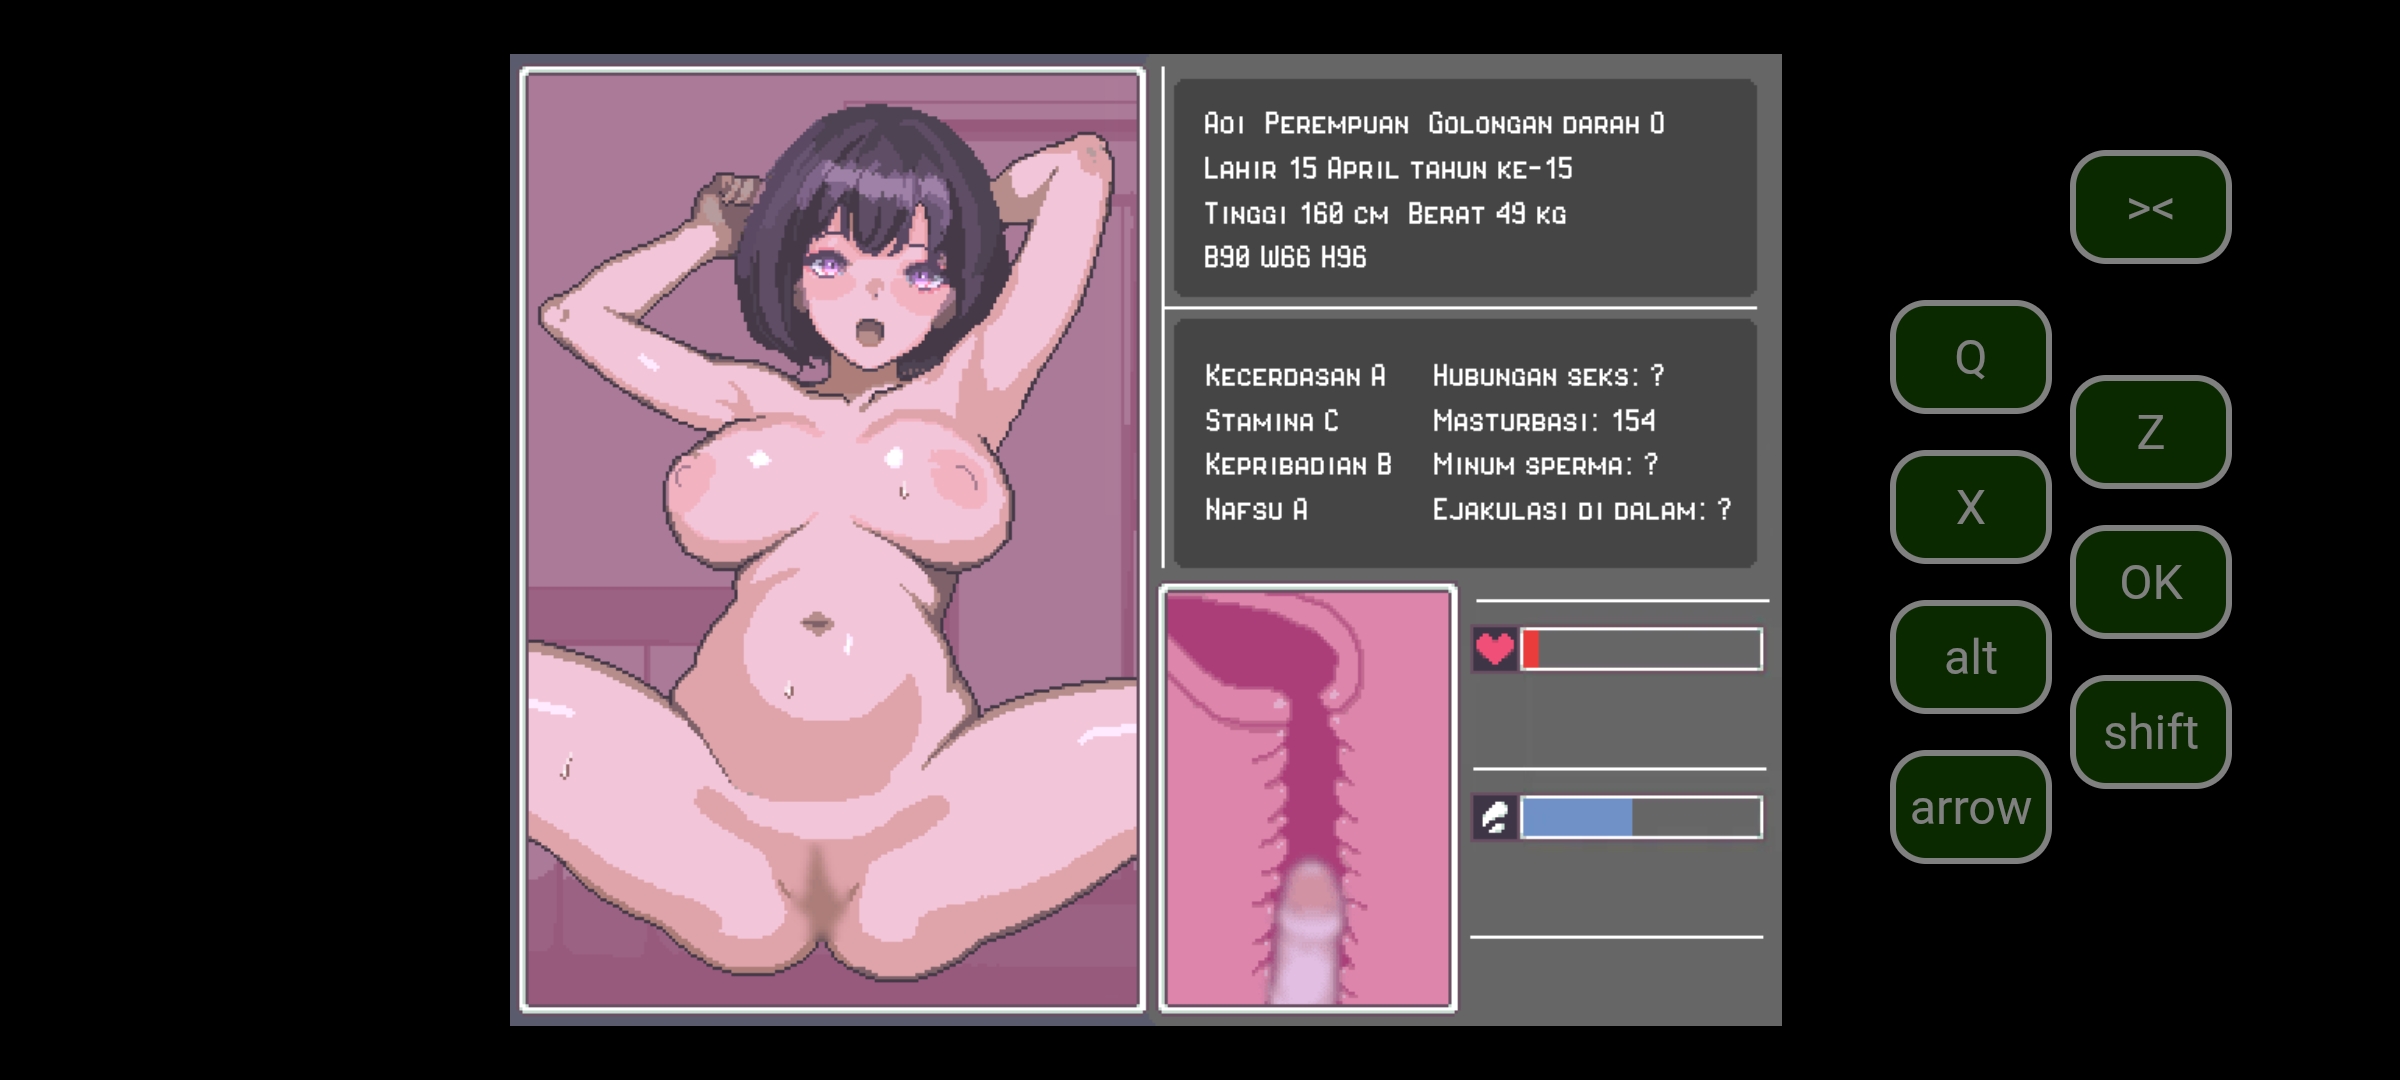 Aoi Perempuan Golongan darah O
Lahir 15 April tahun ke-15
Tinggi 160 cm Berat 49 kg
B90 W66 H96
Kecerdasan A Hubungan seks: ?
Stamina C Masturbasi: 154
Kepribadian B Minum sperma: ?
Nafsu A Ejakulasi di dalam: ?
><
Q
Z
X
OK
alt
shift
arrow